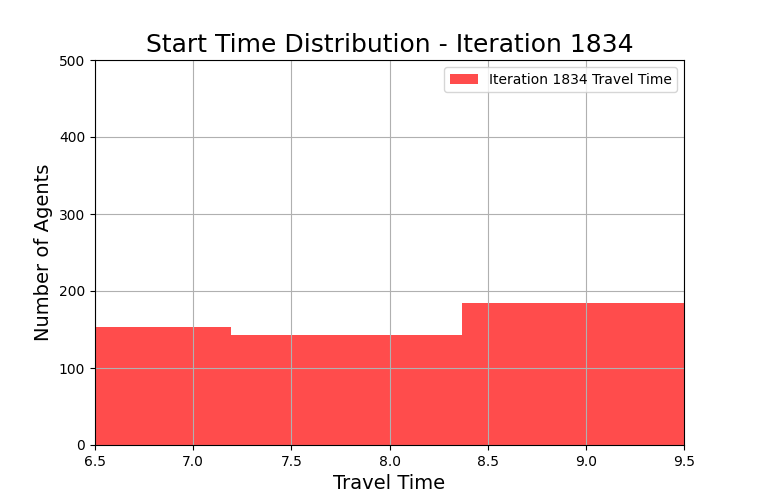 Start Time Distribution - Iteration 1834
Iteration 1834 Travel Time
Number of Agents
500
400
300
200
100
0
6.5 7.0 7.5 8.0 8.5 9.0 9.5
Travel Time